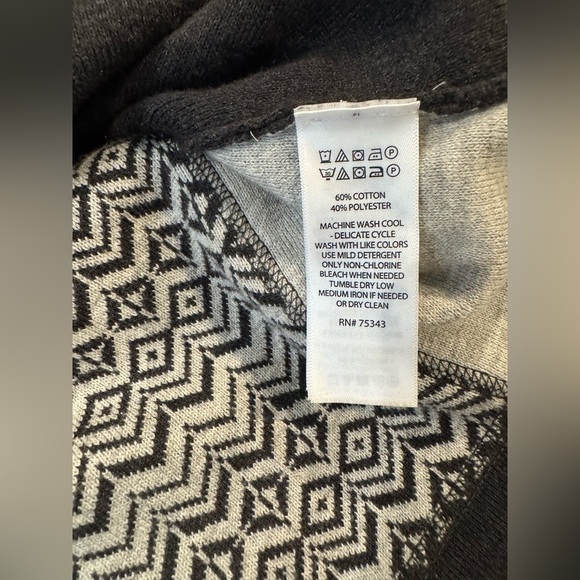 60% COTTON
40% POLYESTER
MACHINE WASH COOL
- DELICATE CYCLE
WASH WITH LIKE COLORS
USE MILD DETERGENT
ONLY NON-CHLORINE
BLEACH WHEN NEEDED
TUMBLE DRY LOW
MEDIUM IRON IF NEEDED
OR DRY CLEAN
RN# 75343